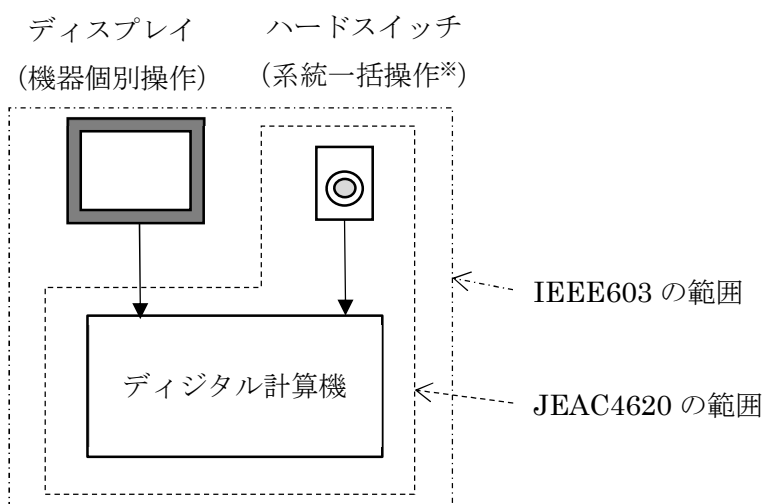 ディスプレイ
(機器個別操作)
ハードスイッチ
(系統一括操作※)
IEEE603 の範囲
ディジタル計算機
JEAC4620 の範囲